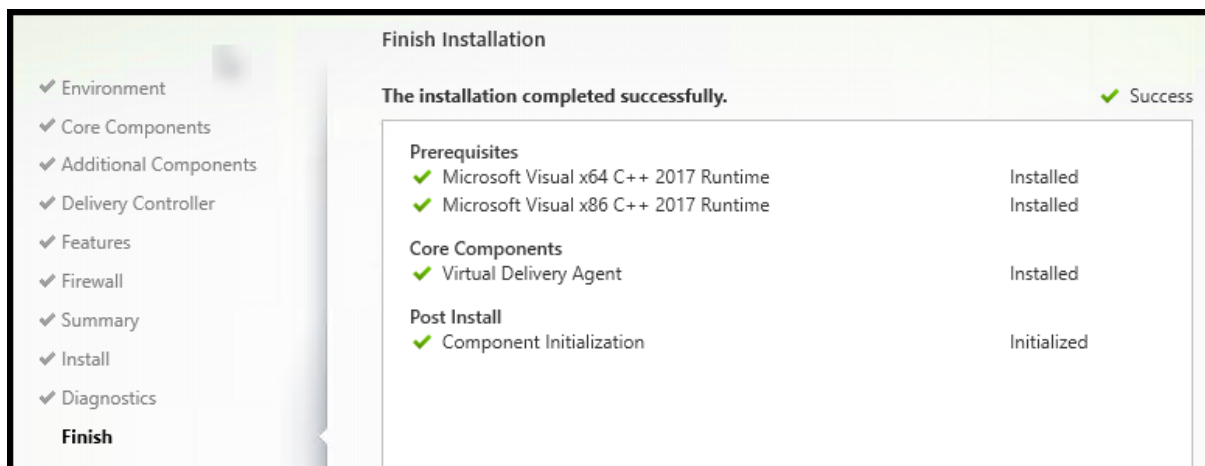 Finish Installation
Environment
Core Components
Additional Components
Delivery Controller
Features
Firewall
Summary
Install
Diagnostics
Finish
The installation completed successfully. Success
Prerequisites
Microsoft Visual x64 C++ 2017 Runtime Installed
Microsoft Visual x86 C++ 2017 Runtime Installed
Core Components
Virtual Delivery Agent Installed
Post Install
Component Initialization Initialized